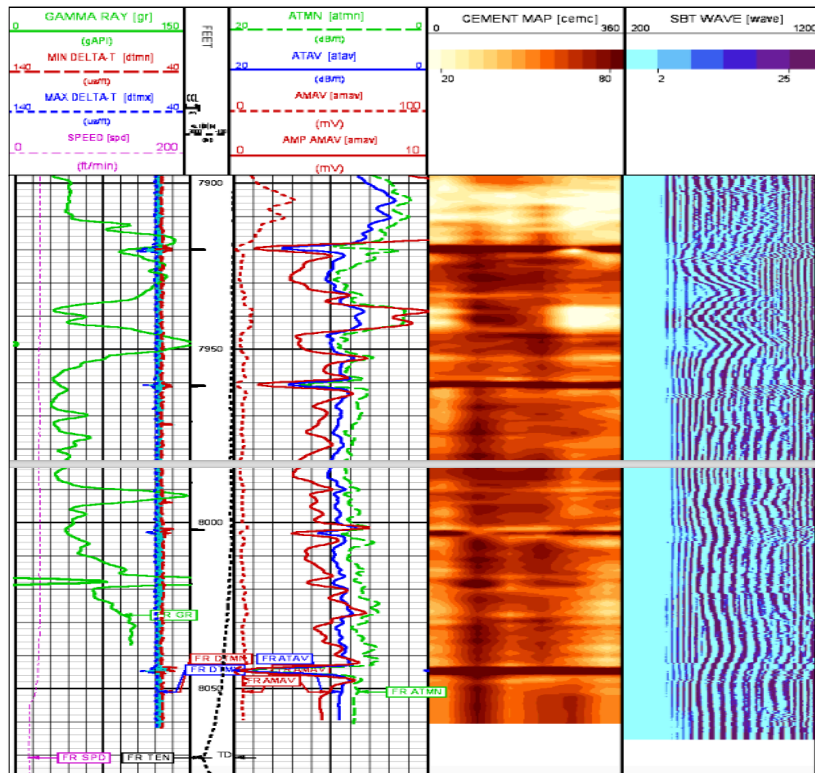 GAMMA RAY [gr]
0 150
(gAPI)
MIN DELTA-T [dtmn]
140 40
(us/ft)
MAX DELTA-T [dtmx]
140 40
(us/ft)
SPEED [spd]
0 200
(ft/min)
FEET
CCL
ATMN [atmn]
20 0
(dB/ft)
ATAV [atav]
20 0
(dB/ft)
AMAV [amav]
0 100
(mV)
AMP AMAV [amav]
0 10
(mV)
CEMENT MAP [cemc]
0 360
20 80
SBT WAVE [wave]
200 1200
2 25
7900
7950
8000
FR GR
FR DTMN FR ATAV
FR AMAV
FR AMAV
8050
FR ATMN
FR SPD FR TEN TD